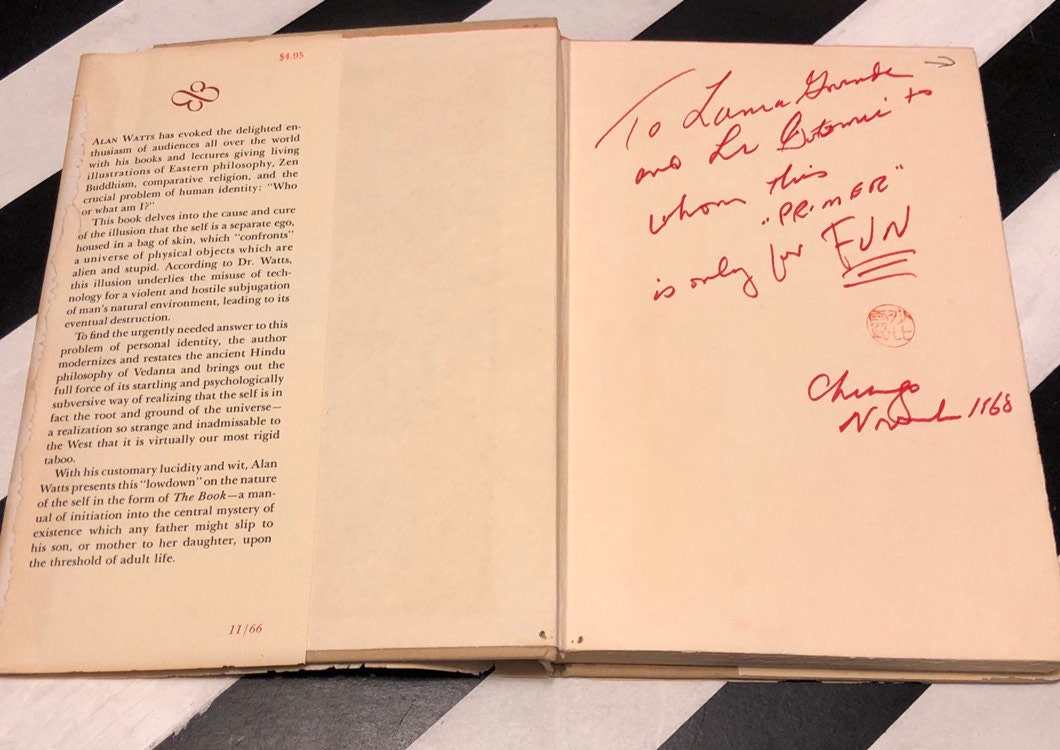 $4.95
ALAN WATTS has evoked the delighted en-
thusiasm of audiences all over the world
with his books and lectures giving living
illustrations of Eastern philosophy, Zen
Buddhism, comparative religion, and the
crucial problem of human identity: "Who
or what am I?"
This book delves into the cause and cure
of the illusion that the self is a separate ego,
housed in a bag of skin, which "confronts"
a universe of physical objects which are
alien and stupid. According to Dr. Watts,
this illusion underlies the misuse of tech-
nology for a violent and hostile subjugation
of man's natural environment, leading to its
eventual destruction.
To find the urgently needed answer to this
problem of personal identity, the author
modernizes and restates the ancient Hindu
philosophy of Vedanta and brings out the
full force of its startling and psychologically
subversive way of realizing that the self is in
fact the root and ground of the universe—
a realization so strange and inadmissable to
the West that it is virtually our most rigid
taboo.
With his customary lucidity and wit, Alan
Watts presents this "lowdown" on the nature
of the self in the form of The Book—a man-
ual of initiation into the central mystery of
existence which any father might slip to
his son, or mother to her daughter, upon
the threshold of adult life.
11/66
To Lama
and to
whom this
"PRIMER"
is only for FUN
Chicago
November 1968